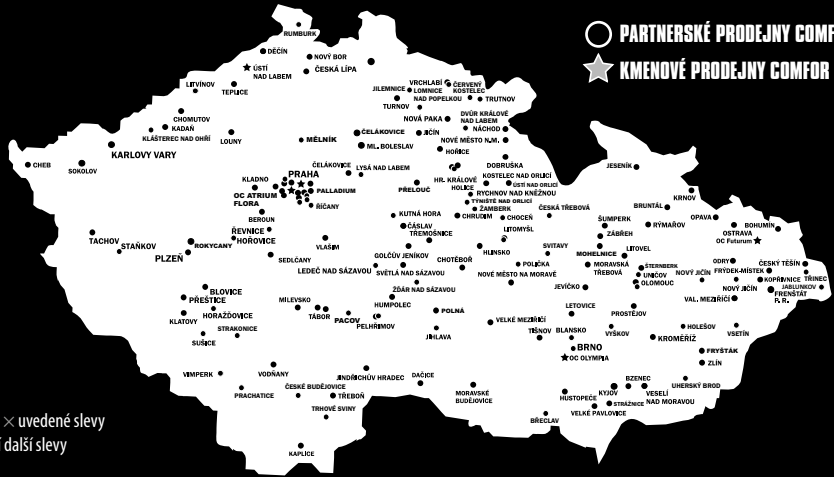 PARTNERSKÉ PRODEJNY COMF
KMENOVÉ PRODEJNY COMFOR
RUMBURK
DĚČÍN
NOVÝ BOR
ÚSTÍ
NAD LABEM
ČESKÁ LÍPA
LITVÍNOV
TEPLICE
VRCHLABÍ
ČERVENÝ
KOSTELEC
JILEMNICE
LOMNICE
NAD POPELKOU
TRUTNOV
TURNOV
CHOMUTOV
KADAŇ
KLÁŠTEREC NAD OHŘÍ
LOUNY
NOVÁ PAKA
DVŮR KRÁLOVÉ
NAD LABEM
ČELÁKOVICE
JIČÍN
NÁCHOD
MĚLNÍK
ML. BOLESLAV
NOVÉ MĚSTO N.M.
HOŘICE
KARLOVY VARY
CHEB
SOKOLOV
ČELÁKOVICE
LYSÁ NAD LABEM
DOBRUŠKA
JESENÍK
PRAHA
KLADNO
HR. KRÁLOVÉ
KOSTELEC NAD ORLICÍ
PŘELOUČ
HOLICE
ÚSTÍ NAD ORLICÍ
OC ATRIUM
FLORA
PALLADIUM
RYCHNOV NAD KNĚŽNOU
TÝNIŠTĚ NAD ORLICÍ
KRNOV
ŘÍČANY
ŽAMBERK
BRUNTÁL
BEROUN
KUTNÁ HORA
CHRUDIM
CHOCEŇ
ČESKÁ TŘEBOVÁ
OPAVA
BOHUMÍN
ŘEVNICE
ČÁSLAV
LITOMYŠL
ŠUMPERK
RÝMAŘOV
OSTRAVA
OC Futurum
TACHOV
STAŇKOV
ROKYCANY
HOŘOVICE
VLAŠIM
TŘEMOŠNICE
ZÁBŘEH
PLZEŇ
SEDLČANY
GOLČŮV JENÍKOV
HLINSKO
SVITAVY
MOHELNICE
LITOVEL
LEDEČ NAD SÁZAVOU
SVĚTLÁ NAD SÁZAVOU
CHOTĚBOŘ
POLIČKA
MORAVSKÁ
TŘEBOVÁ
ŠTERNBERK
UNIČOV
OLOMOUC
ODRY
ČESKÝ TĚŠÍN
NOVÝ JIČÍN
FRÝDEK-MÍSTEK
TŘINEC
NOVÉ MĚSTO NA MORAVĚ
KOPŘIVNICE
JABLUNKOV
ŽĎÁR NAD SÁZAVOU
JEVÍČKO
NOVÝ JIČÍN
FRENŠTÁT
P. R.
BLOVICE
PŘEŠTICE
MILEVSKO
HUMPOLEC
VAL. MEZIŘÍČÍ
HORAŽĎOVICE
TÁBOR
PACOV
POLNÁ
LETOVICE
PROSTĚJOV
KLATOVY
PELHŘIMOV
VELKÉ MEZIŘÍČÍ
STRAKONICE
JIHLAVA
TIŠNOV
BLANSKO
VYŠKOV
HOLEŠOV
VSETÍN
SUŠICE
BRNO
KROMĚŘÍŽ
OC OLYMPIA
FRYŠTÁK
ZLÍN
VIMPERK
VODŇANY
JINDŘICHŮV HRADEC
DAČICE
PRACHATICE
ČESKÉ BUDĚJOVICE
TŘEBOŇ
MORAVSKÉ
BUDĚJOVICE
BZENEC
UHERSKÝ BROD
HUSTOPEČE
KYJOV
VESELÍ
NAD MORAVOU
TRHOVÉ SVINY
STRÁŽNICE
VELKÉ PAVLOVICE
BŘECLAV
KAPLICE
× uvedené slevy
í další slevy